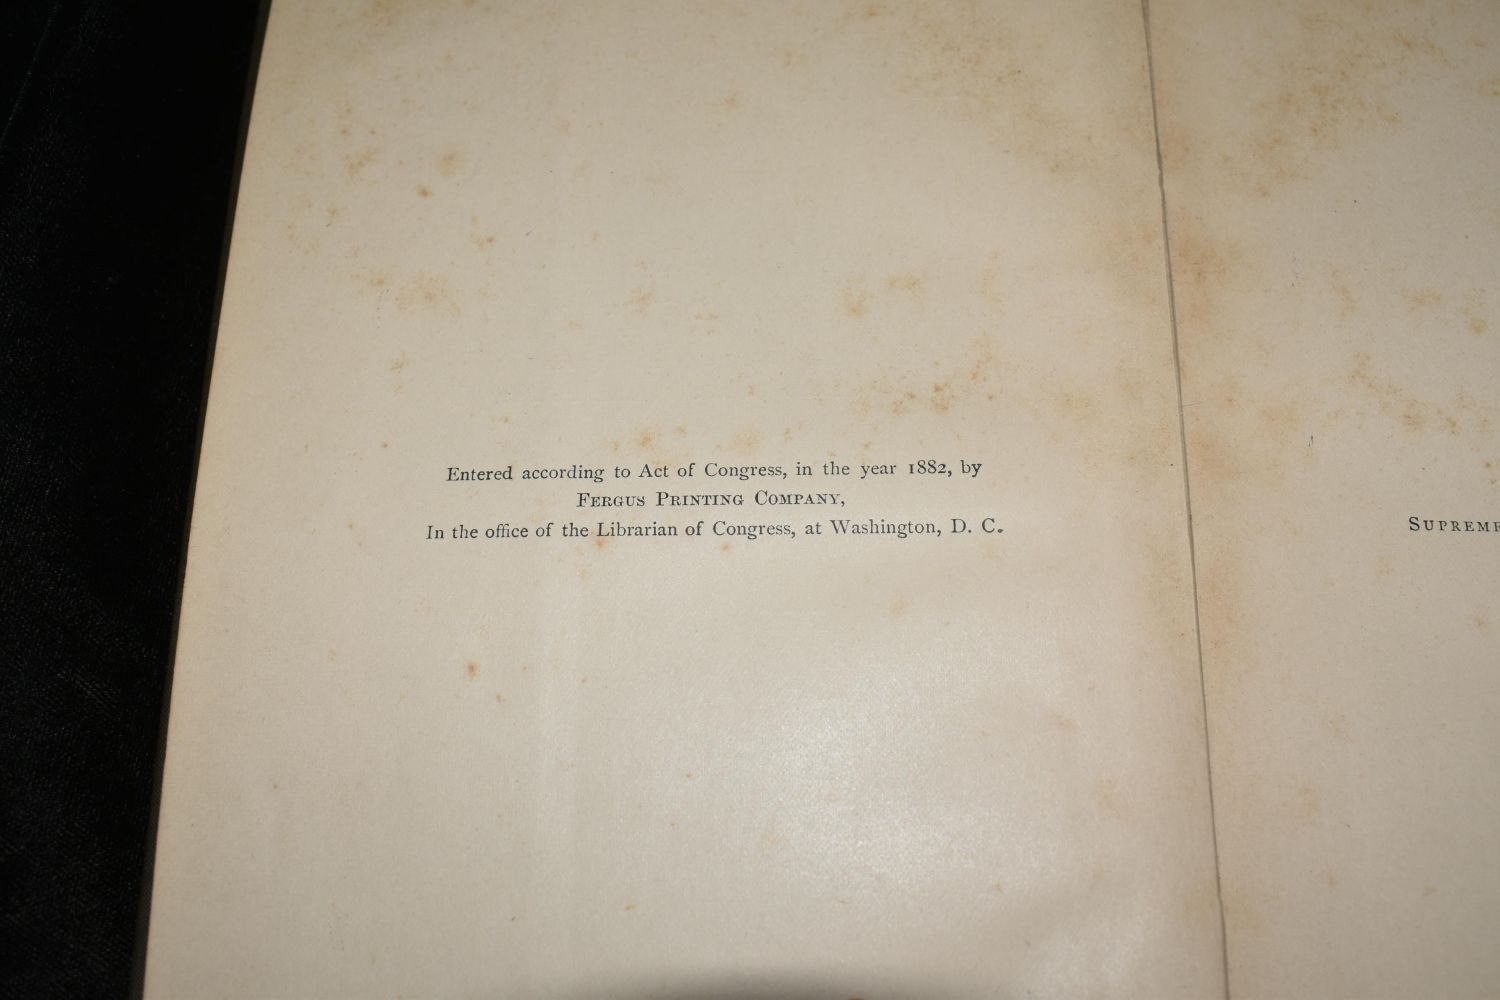 Entered according to Act of Congress, in the year 1882, by
FERGUS PRINTING COMPANY,
In the office of the Librarian of Congress, at Washington, D. C.